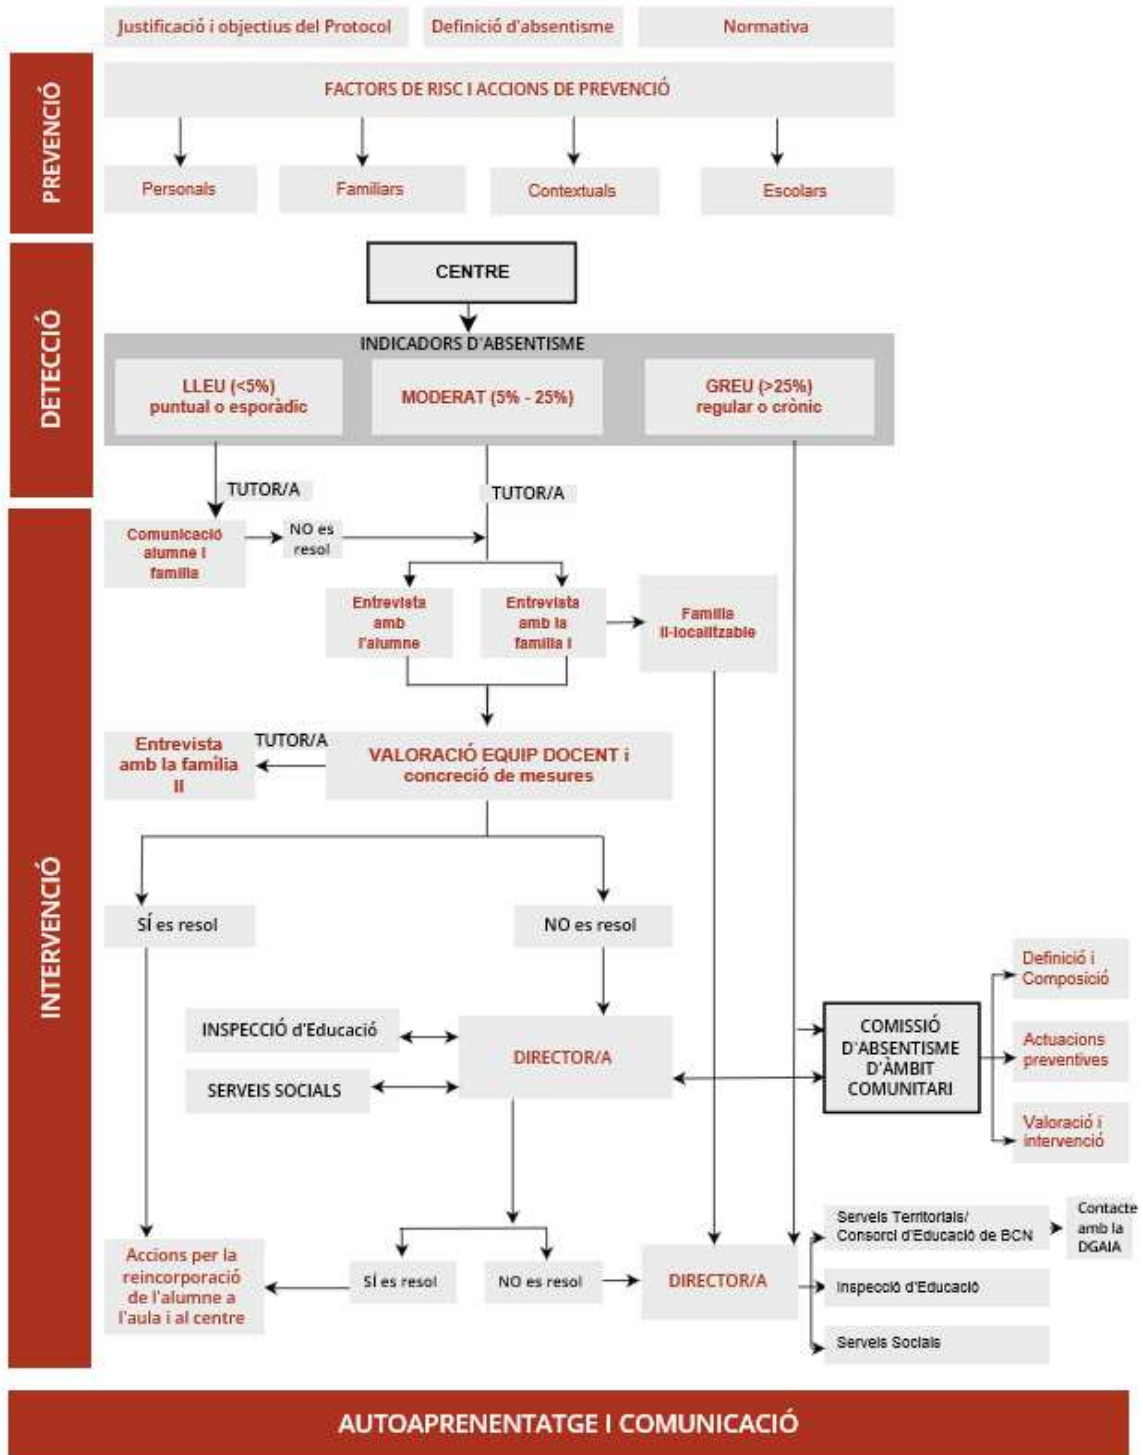 Justificació i objectius del Protocol
Definició d'absentisme
Normativa
PREVENCIÓ
FACTORS DE RISC I ACCIONS DE PREVENCIÓ
Personals
Familiars
Contextuals
Escolars
DETECCIÓ
CENTRE
INDICADORS D'ABSENTISME
LLEU (<5%)
puntual o esporàdic
MODERAT (5% - 25%)
GREU (>25%)
regular o crònic
TUTOR/A
TUTOR/A
INTERVENCIÓ
Comunicació
alumne i
família
NO es
resol
Entrevista
amb
l'alumne
Entrevista
amb la
família I
Família
il·localitzable
Entrevista
amb la família
II
TUTOR/A
VALORACIÓ EQUIP DOCENT i
concreció de mesures
SÍ es resol
NO es resol
INSPECCIÓ d'Educació
SERVEIS SOCIALS
DIRECTOR/A
COMISSIÓ
D'ABSENTISME
D'ÀMBIT
COMUNITARI
Definició i
Composició
Actuacions
preventives
Valoració i
intervenció
Accions per la
reincorporació
de l'alumne a
l'aula i al centre
SÍ es resol
NO es resol
DIRECTOR/A
Serveis Territorials/
Consorci d'Educació de BCN
Contacte
amb la
DGAIA
Inspecció d'Educació
Serveis Socials
AUTOAPRENENTATGE I COMUNICACIÓ